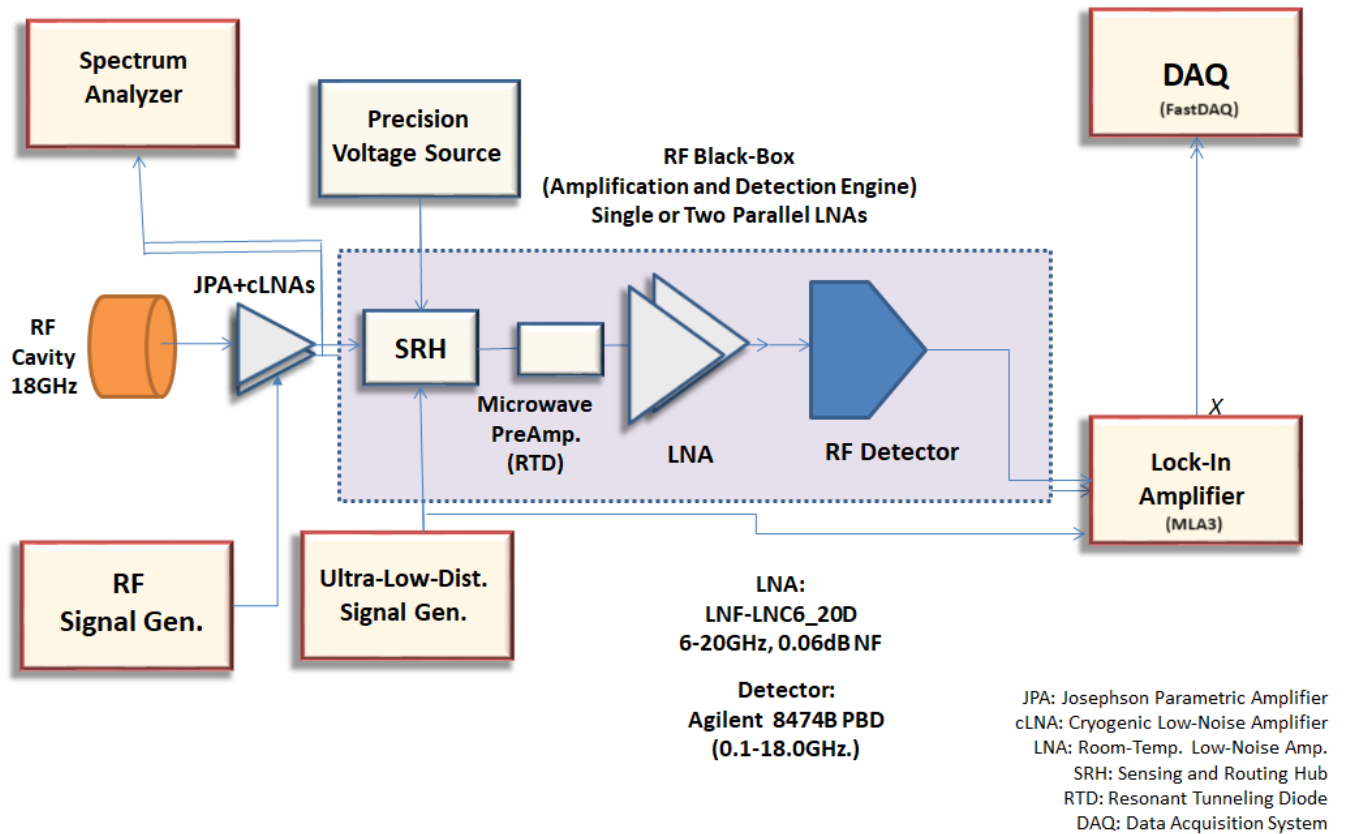 Spectrum
Analyzer
Precision
Voltage Source
RF Black-Box
(Amplification and Detection Engine)
Single or Two Parallel LNAs
DAQ
(FastDAQ)
JPA+cLNAs
RF
Cavity
18GHz
SRH
Microwave
PreAmp.
(RTD)
LNA
RF Detector
X
Lock-In
Amplifier
(MLA3)
RF
Signal Gen.
Ultra-Low-Dist.
Signal Gen.
LNA:
LNF-LNC6_20D
6-20GHz, 0.06dB NF
Detector:
Agilent 8474B PBD
(0.1-18.0GHz.)
JPA: Josephson Parametric Amplifier
cLNA: Cryogenic Low-Noise Amplifier
LNA: Room-Temp. Low-Noise Amp.
SRH: Sensing and Routing Hub
RTD: Resonant Tunneling Diode
DAQ: Data Acquisition System